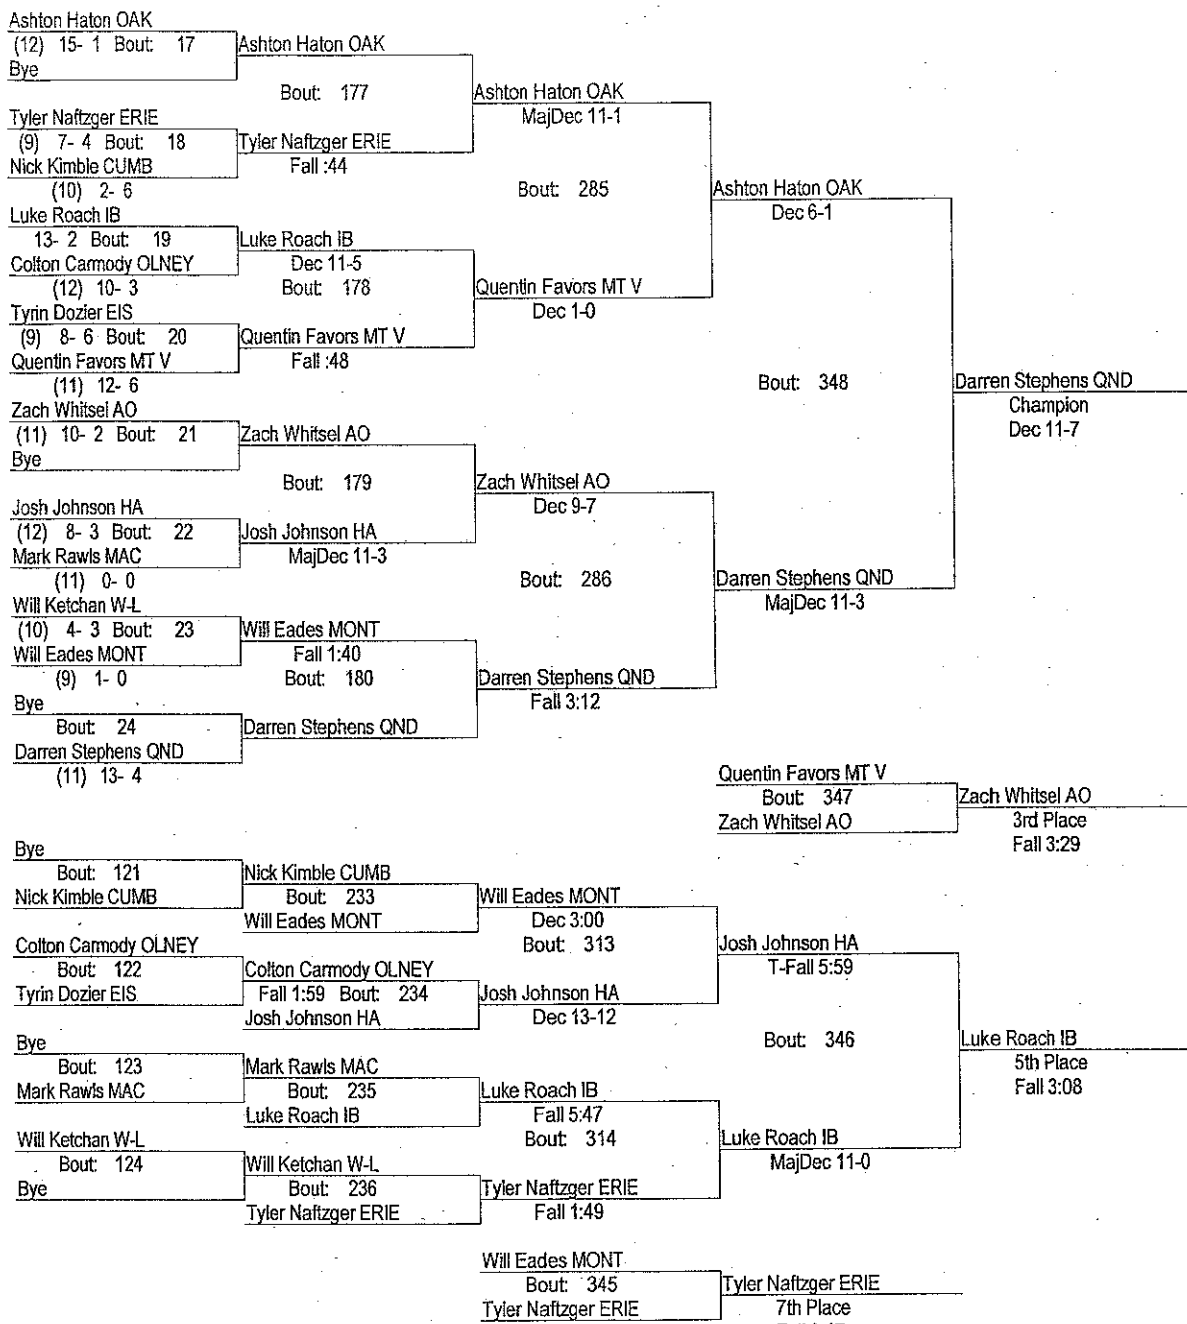 Ashton Haton OAK
(12) 15- 1 Bout: 17
Bye
Ashton Haton OAK
Bout: 177
Tyler Naftzger ERIE
(9) 7- 4 Bout: 18
Nick Kimble CUMB
(10) 2- 6
Tyler Naftzger ERIE
Fall :44
Ashton Haton OAK
MajDec 11-1
Bout: 285
Luke Roach IB
13- 2 Bout: 19
Colton Carmody OLNEY
(12) 10- 3
Luke Roach IB
Dec 11-5
Bout: 178
Tyrin Dozier EIS
(9) 8- 6 Bout: 20
Quentin Favors MT V
(11) 12- 6
Quentin Favors MT V
Fall :48
Quentin Favors MT V
Dec 1-0
Ashton Haton OAK
Dec 6-1
Bout: 348
Darren Stephens QND
Champion
Dec 11-7
Zach Whitsel AO
(11) 10- 2 Bout: 21
Bye
Zach Whitsel AO
Bout: 179
Josh Johnson HA
(12) 8- 3 Bout: 22
Mark Rawls MAC
(11) 0- 0
Josh Johnson HA
MajDec 11-3
Zach Whitsel AO
Dec 9-7
Bout: 286
Will Ketchan W-L
(10) 4- 3 Bout: 23
Will Eades MONT
(9) 1- 0
Will Eades MONT
Fall 1:40
Bout: 180
Bye
Bout: 24
Darren Stephens QND
(11) 13- 4
Darren Stephens QND
Darren Stephens QND
Fall 3:12
Darren Stephens QND
MajDec 11-3
Quentin Favors MT V
Bout: 347
Zach Whitsel AO
Zach Whitsel AO
3rd Place
Fall 3:29
Bye
Bout: 121
Nick Kimble CUMB
Nick Kimble CUMB
Bout: 233
Will Eades MONT
Will Eades MONT
Dec 3:00
Bout: 313
Colton Carmody OLNEY
Bout: 122
Tyrin Dozier EIS
Colton Carmody OLNEY
Fall 1:59 Bout: 234
Josh Johnson HA
Josh Johnson HA
Dec 13-12
Josh Johnson HA
T-Fall 5:59
Bout: 346
Luke Roach IB
5th Place
Fall 3:08
Bye
Bout: 123
Mark Rawls MAC
Mark Rawls MAC
Bout: 235
Luke Roach IB
Luke Roach IB
Fall 5:47
Bout: 314
Will Ketchan W-L
Bout: 124
Bye
Will Ketchan W-L
Bout: 236
Tyler Naftzger ERIE
Tyler Naftzger ERIE
Fall 1:49
Luke Roach IB
MajDec 11-0
Will Eades MONT
Bout: 345
Tyler Naftzger ERIE
Tyler Naftzger ERIE
7th Place